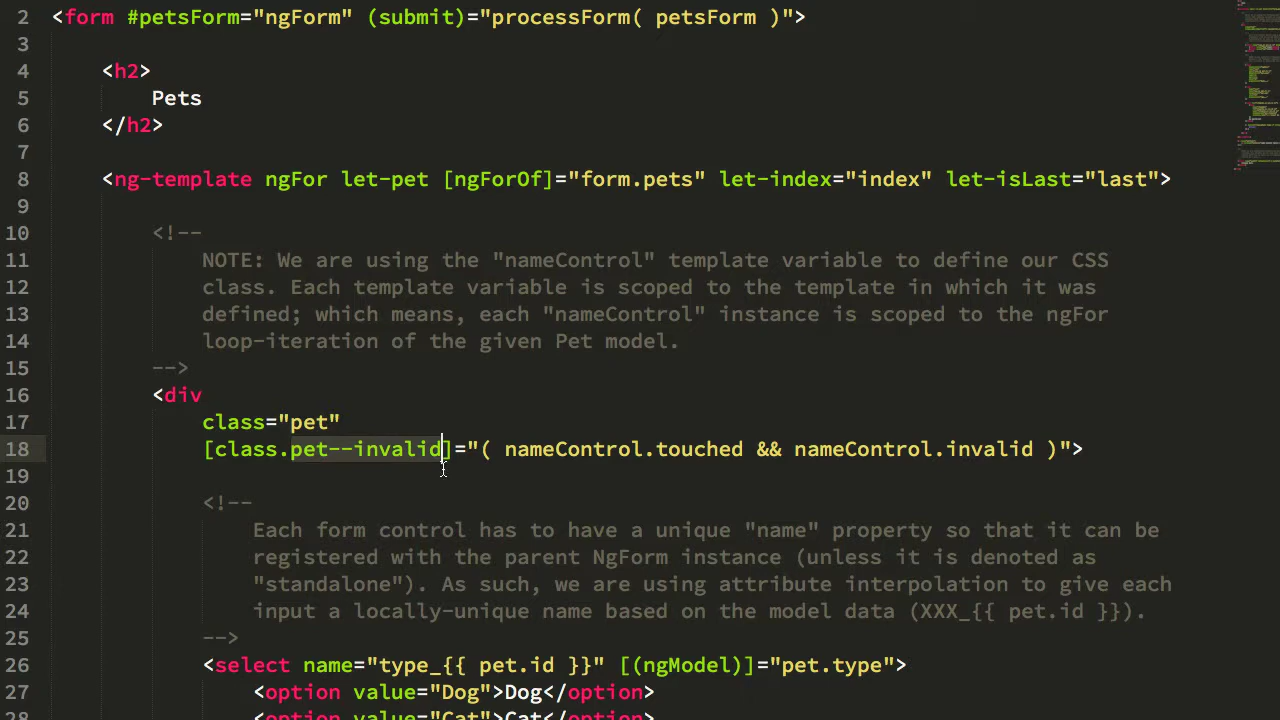 2 <form #petsForm="ngForm" (submit)="processForm( petsForm )">
3
4 <h2>
5 Pets
6 </h2>
7
8 <ng-template ngFor let-pet [ngForOf]="form.pets" let-index="index" let-isLast="last">
9
10 <!--
11 NOTE: We are using the "nameControl" template variable to define our CSS
12 class. Each template variable is scoped to the template in which it was
13 defined; which means, each "nameControl" instance is scoped to the ngFor
14 loop-iteration of the given Pet model.
15 -->
16 <div
17 class="pet"
18 [class.pet--invalid]="( nameControl.touched && nameControl.invalid )">
19
20 <!--
21 Each form control has to have a unique "name" property so that it can be
22 registered with the parent NgForm instance (unless it is denoted as
23 "standalone"). As such, we are using attribute interpolation to give each
24 input a locally-unique name based on the model data (XXX_{{ pet.id }}).
25 -->
26 <select name="type_{{ pet.id }}" [(ngModel)]="pet.type">
27 <option value="Dog">Dog</option>
28 <option value="Cat">Cat</option>